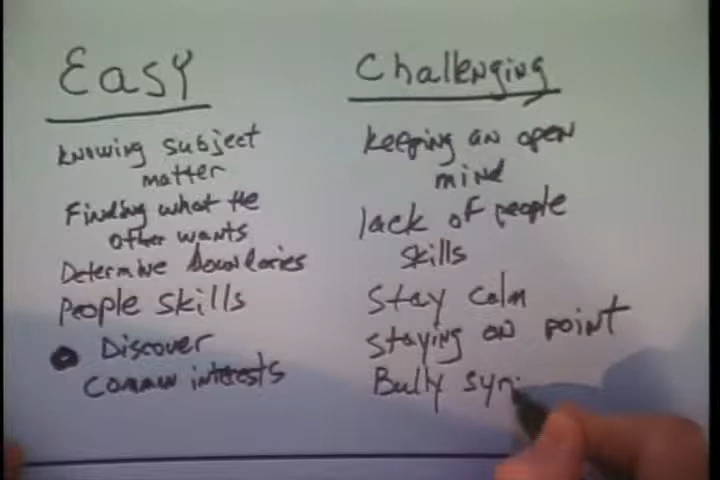 Easy
Knowing subject
matter
Finding what the
other wants
Determine boundaries
People skills
Discover
common interests
Challenging
Keeping an open
mind
lack of people
skills
Stay calm
Staying on point
Bully syn